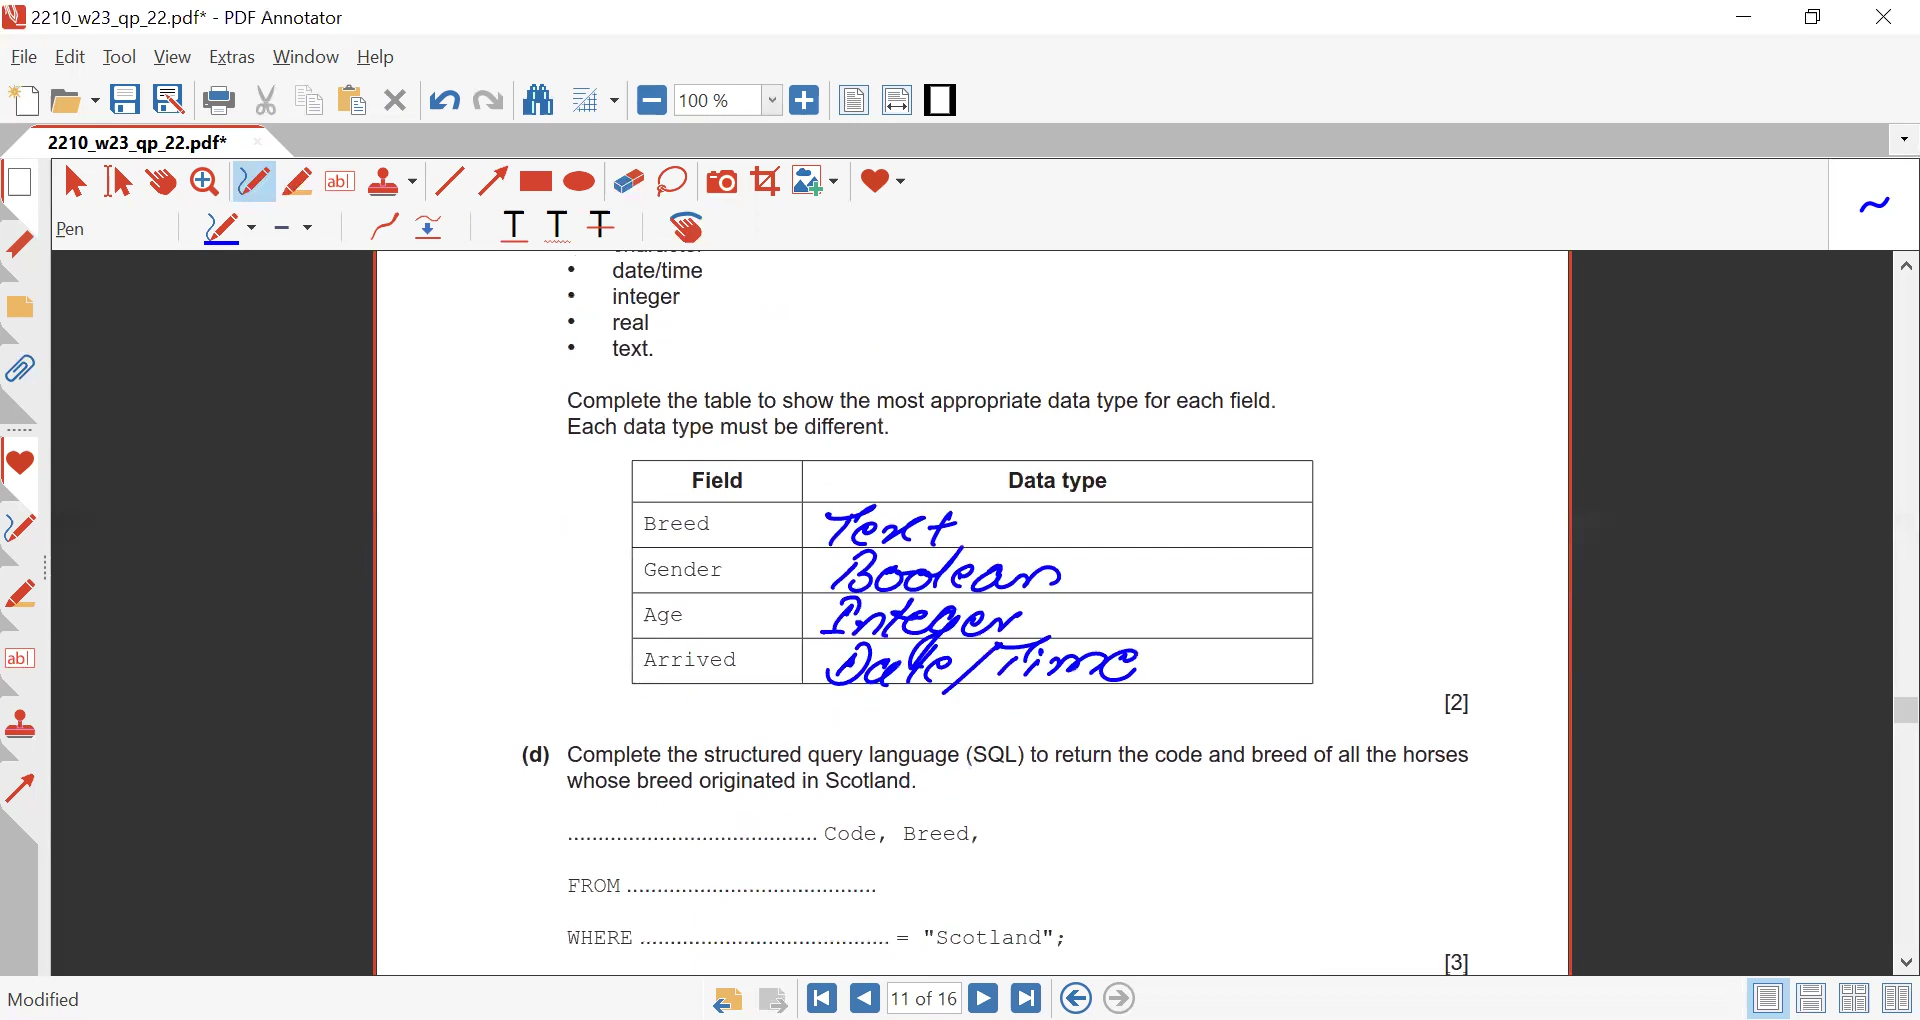 2210_w23_qp_22.pdf* - PDF Annotator
File Edit Tool View Extras Window Help
100 %
2210_w23_qp_22.pdf*
ab
Pen
T T T
• date/time
• integer
• real
• text.
Complete the table to show the most appropriate data type for each field.
Each data type must be different.
Field Data type
Breed Text
Gender Boolean
Age Integer
Arrived Date/Time
[2]
(d) Complete the structured query language (SQL) to return the code and breed of all the horses
whose breed originated in Scotland.
.......................................... Code, Breed,
FROM ..........................................
WHERE .......................................... = "Scotland";
[3]
ab
Modified
11 of 16